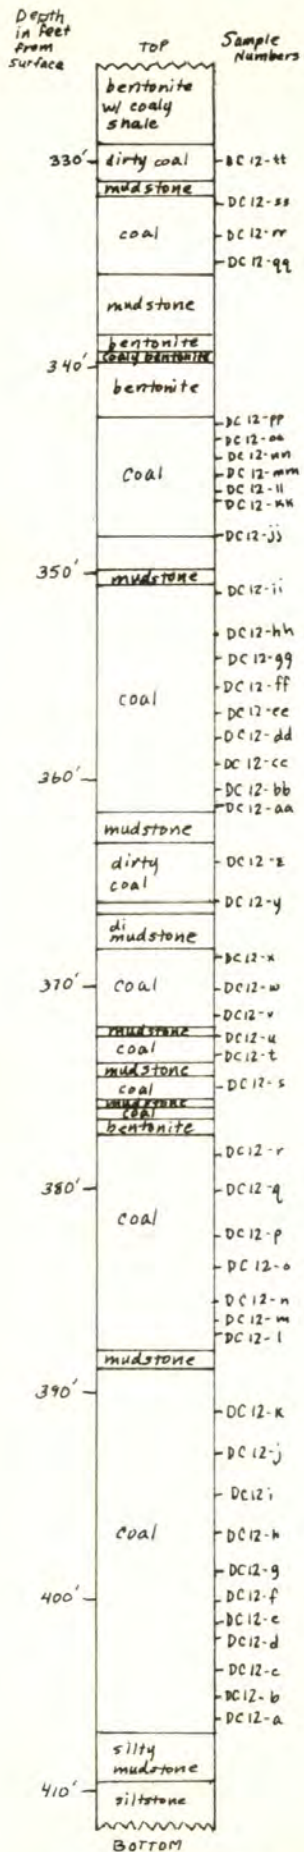 Depth
in feet
from
surface
TOP
Sample
Numbers
bentonite
w/ coaly
shale
330'
dirty coal
DC 12-tt
mudstone
DC 12-ss
coal
DC 12-rr
DC 12-qq
mudstone
bentonite
340'
coaly bentonite
bentonite
DC 12-pp
DC 12-oo
DC 12-nn
coal
DC 12-mm
DC 12-ll
DC 12-kk
DC 12-jj
350'
mudstone
DC 12-ii
DC 12-hh
DC 12-gg
DC 12-ff
coal
DC 12-ee
DC 12-dd
DC 12-cc
360'
DC 12-bb
DC 12-aa
mudstone
dirty
coal
DC 12-z
DC 12-y
di
mudstone
DC 12-x
370'
coal
DC 12-w
DC 12-v
mudstone
DC 12-u
coal
DC 12-t
mudstone
coal
DC 12-s
mudstone
coal
bentonite
DC 12-r
380'
DC 12-q
coal
DC 12-p
DC 12-o
DC 12-n
DC 12-m
DC 12-l
mudstone
390'
DC 12-k
DC 12-j
DC12i
coal
DC 12-h
DC 12-g
400'
DC 12-f
DC 12-e
DC 12-d
DC 12-c
DC 12-b
DC 12-a
silty
mudstone
410'
siltstone
BOTTOM